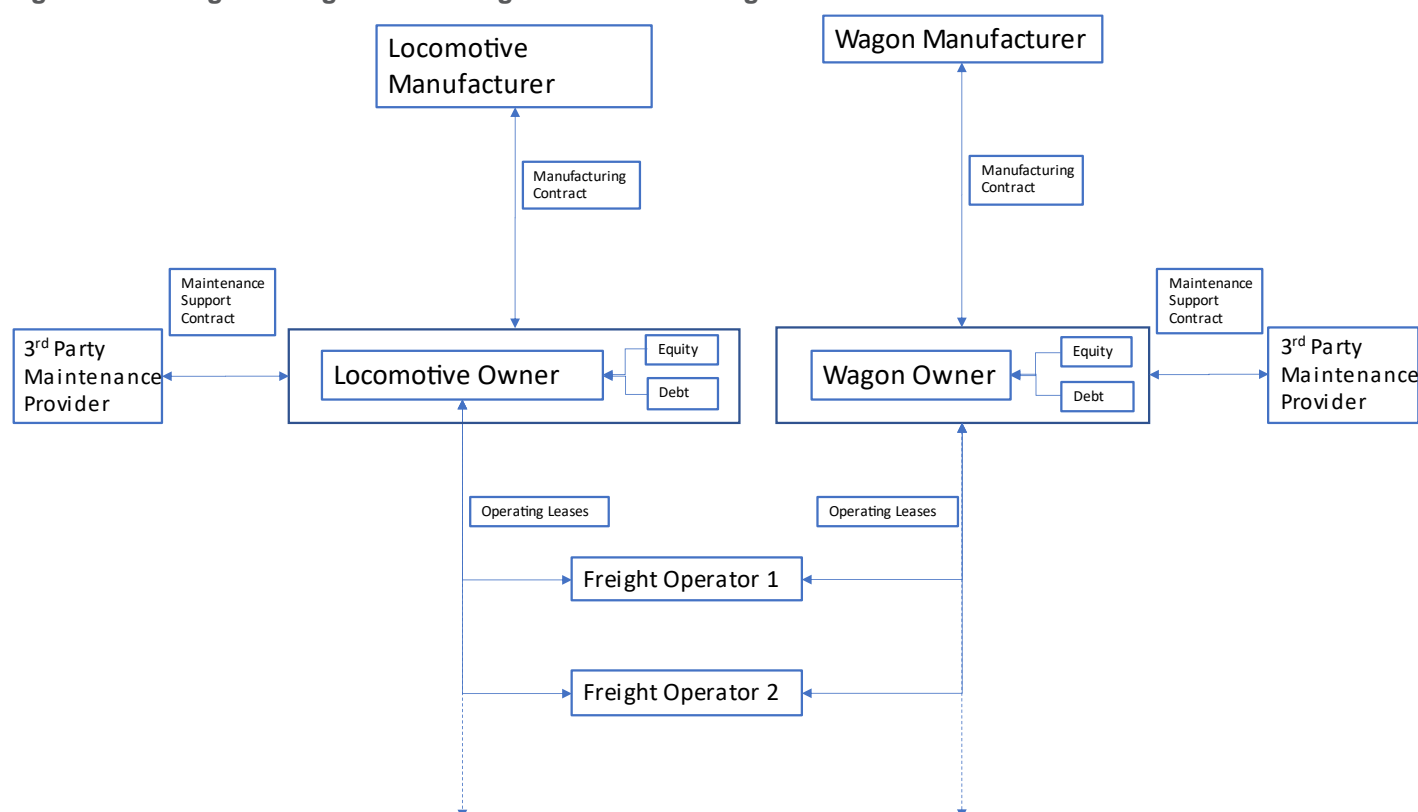 Locomotive
Manufacturer
Wagon Manufacturer
Manufacturing
Contract
Manufacturing
Contract
Maintenance
Support
Contract
Maintenance
Support
Contract
3rd Party
Maintenance
Provider
Locomotive Owner
Equity
Debt
Wagon Owner
Equity
Debt
3rd Party
Maintenance
Provider
Operating Leases
Operating Leases
Freight Operator 1
Freight Operator 2